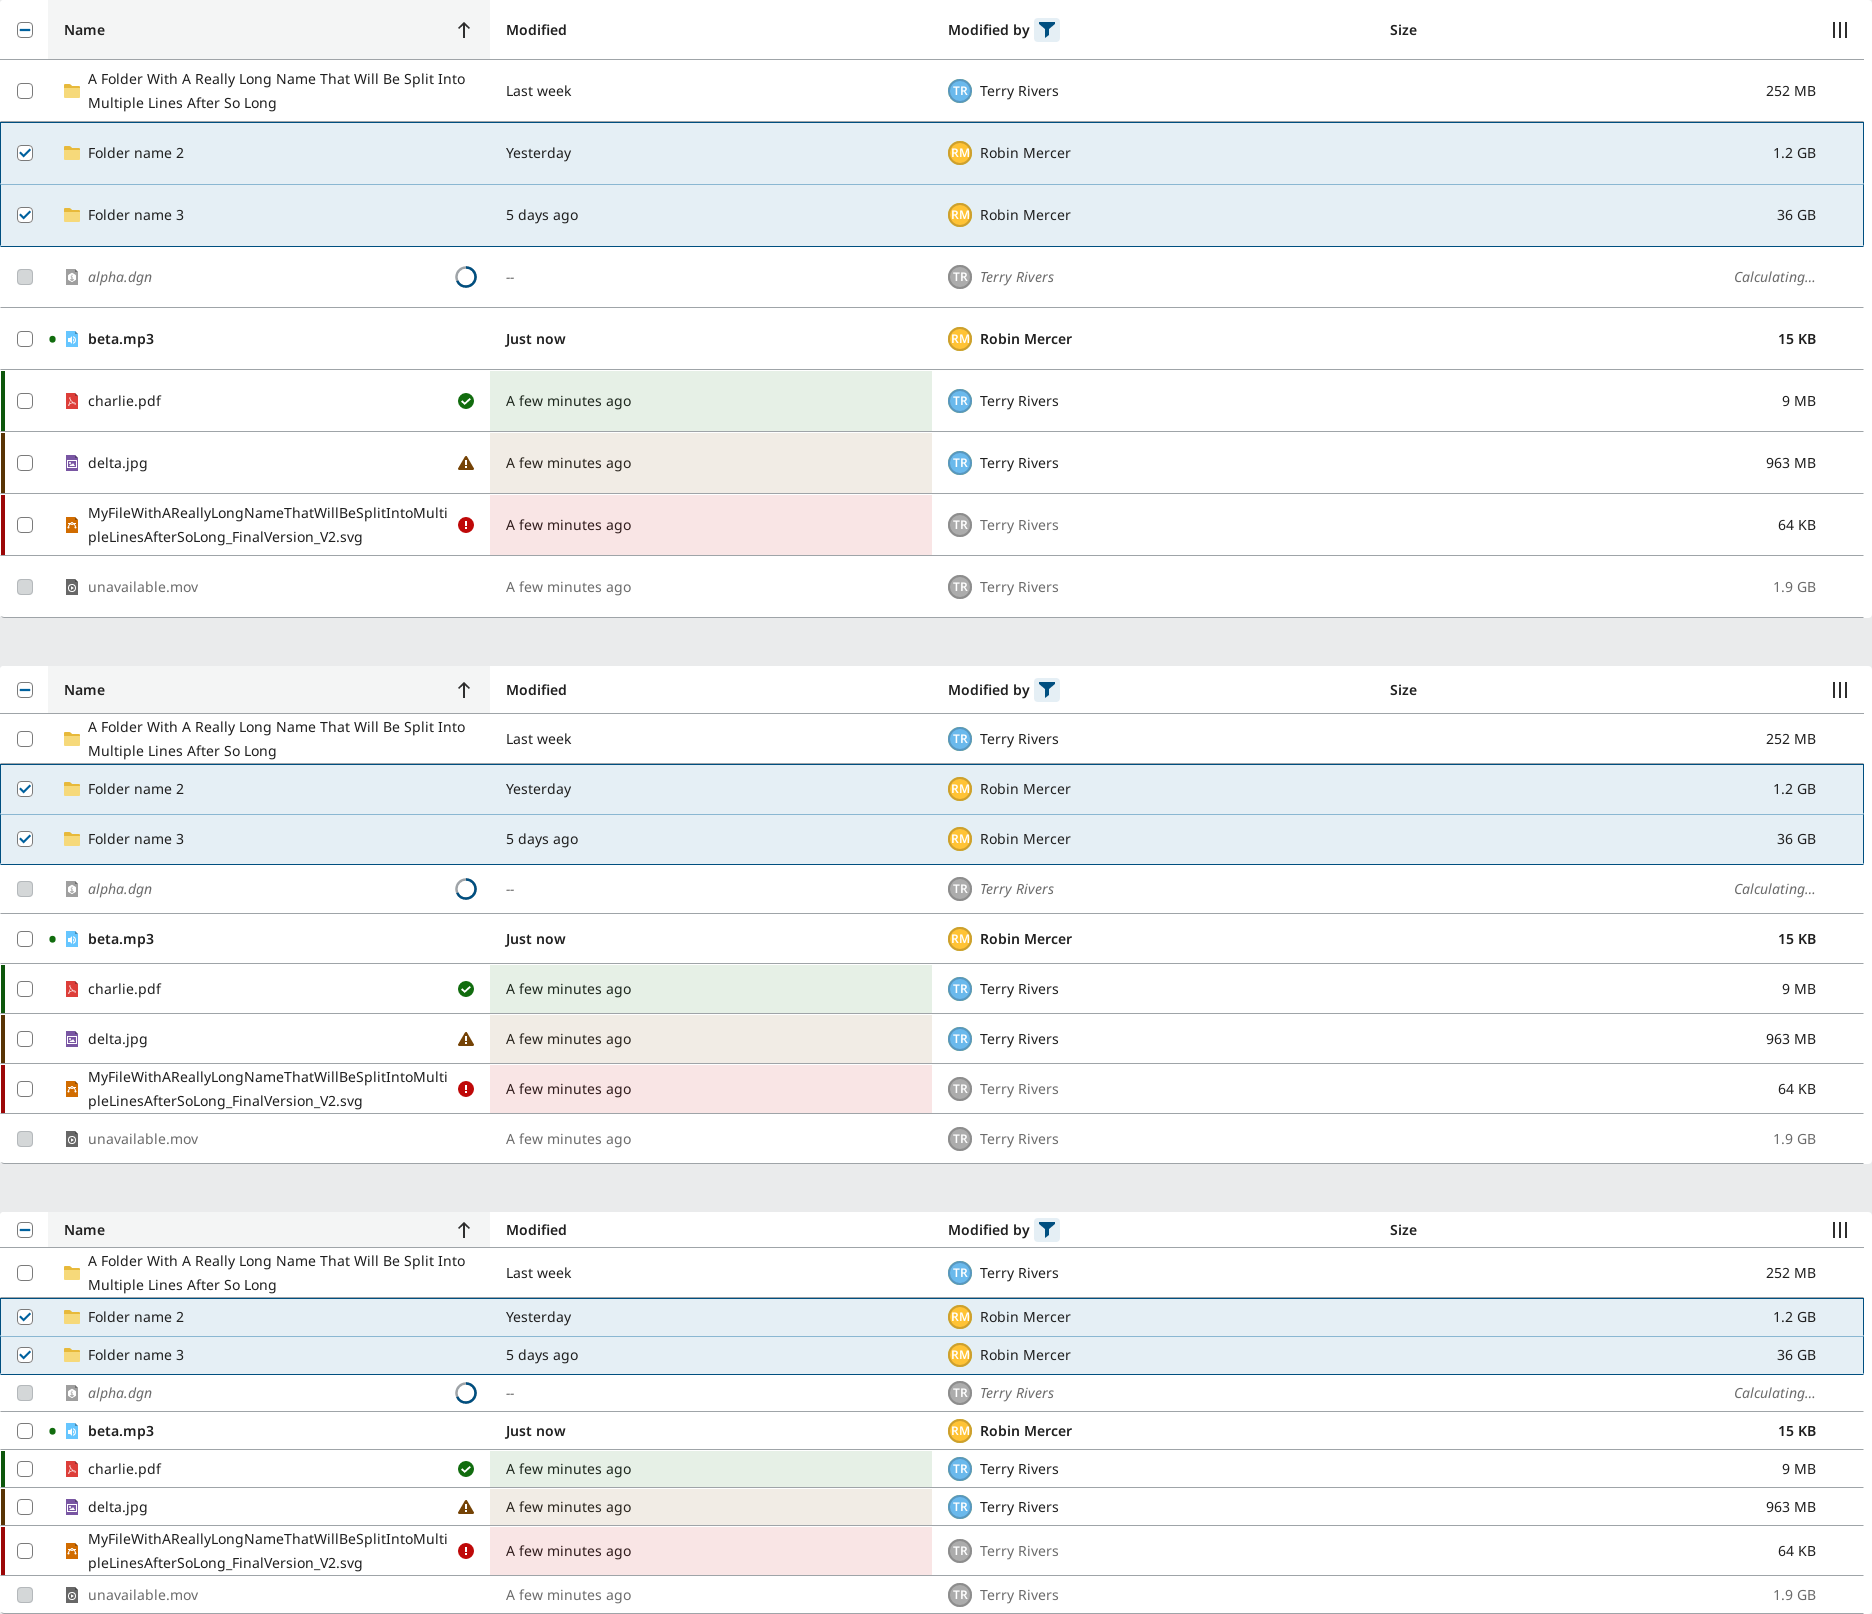 Name Modified Modified by Size
A Folder With A Really Long Name That Will Be Split Into
Multiple Lines After So Long
Last week TR Terry Rivers 252 MB
Folder name 2 Yesterday RM Robin Mercer 1.2 GB
Folder name 3 5 days ago RM Robin Mercer 36 GB
alpha.dgn -- TR Terry Rivers Calculating...
beta.mp3 Just now RM Robin Mercer 15 KB
charlie.pdf A few minutes ago TR Terry Rivers 9 MB
delta.jpg A few minutes ago TR Terry Rivers 963 MB
MyFileWithAReallyLongNameThatWillBeSplitIntoMulti
pleLinesAfterSoLong_FinalVersion_V2.svg
A few minutes ago TR Terry Rivers 64 KB
unavailable.mov A few minutes ago TR Terry Rivers 1.9 GB
Name Modified Modified by Size
A Folder With A Really Long Name That Will Be Split Into
Multiple Lines After So Long
Last week TR Terry Rivers 252 MB
Folder name 2 Yesterday RM Robin Mercer 1.2 GB
Folder name 3 5 days ago RM Robin Mercer 36 GB
alpha.dgn -- TR Terry Rivers Calculating...
beta.mp3 Just now RM Robin Mercer 15 KB
charlie.pdf A few minutes ago TR Terry Rivers 9 MB
delta.jpg A few minutes ago TR Terry Rivers 963 MB
MyFileWithAReallyLongNameThatWillBeSplitIntoMulti
pleLinesAfterSoLong_FinalVersion_V2.svg
A few minutes ago TR Terry Rivers 64 KB
unavailable.mov A few minutes ago TR Terry Rivers 1.9 GB
Name Modified Modified by Size
A Folder With A Really Long Name That Will Be Split Into
Multiple Lines After So Long
Last week TR Terry Rivers 252 MB
Folder name 2 Yesterday RM Robin Mercer 1.2 GB
Folder name 3 5 days ago RM Robin Mercer 36 GB
alpha.dgn -- TR Terry Rivers Calculating...
beta.mp3 Just now RM Robin Mercer 15 KB
charlie.pdf A few minutes ago TR Terry Rivers 9 MB
delta.jpg A few minutes ago TR Terry Rivers 963 MB
MyFileWithAReallyLongNameThatWillBeSplitIntoMulti
pleLinesAfterSoLong_FinalVersion_V2.svg
A few minutes ago TR Terry Rivers 64 KB
unavailable.mov A few minutes ago TR Terry Rivers 1.9 GB